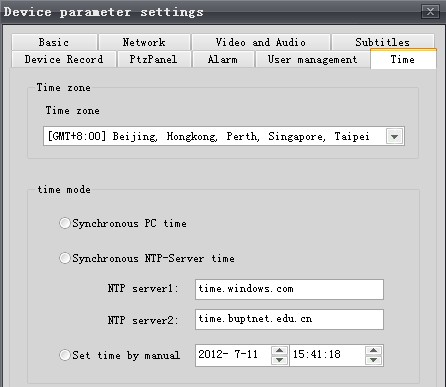 Device parameter settings
Basic Network Video and Audio Subtitles
Device Record PtzPanel Alarm User management Time
Time zone
Time zone
[GMT+8:00] Beijing, Hongkong, Perth, Singapore, Taipei
time mode
Synchronous PC time
Synchronous NTP-Server time
NTP server1: time.windows.com
NTP server2: time.buptnet.edu.cn
Set time by manual 2012- 7-11 15:41:18